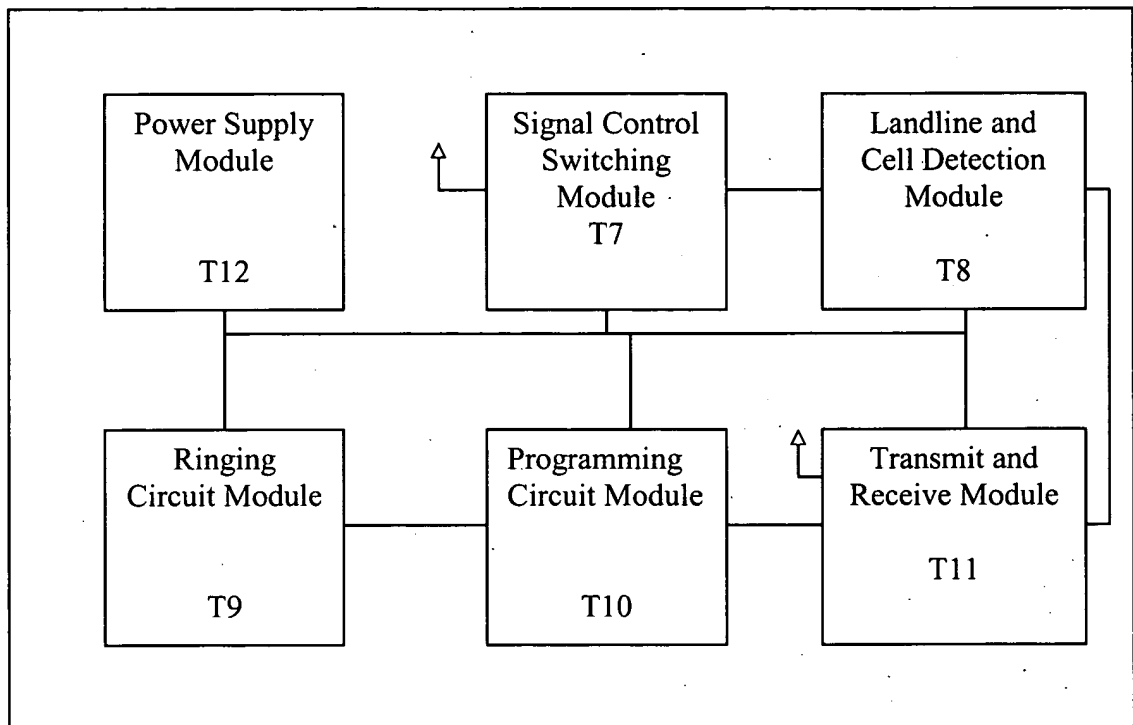 Power Supply
Module
T12
Signal Control
Switching
Module
T7
Landline and
Cell Detection
Module
T8
Ringing
Circuit Module
T9
Programming
Circuit Module
T10
Transmit and
Receive Module
T11